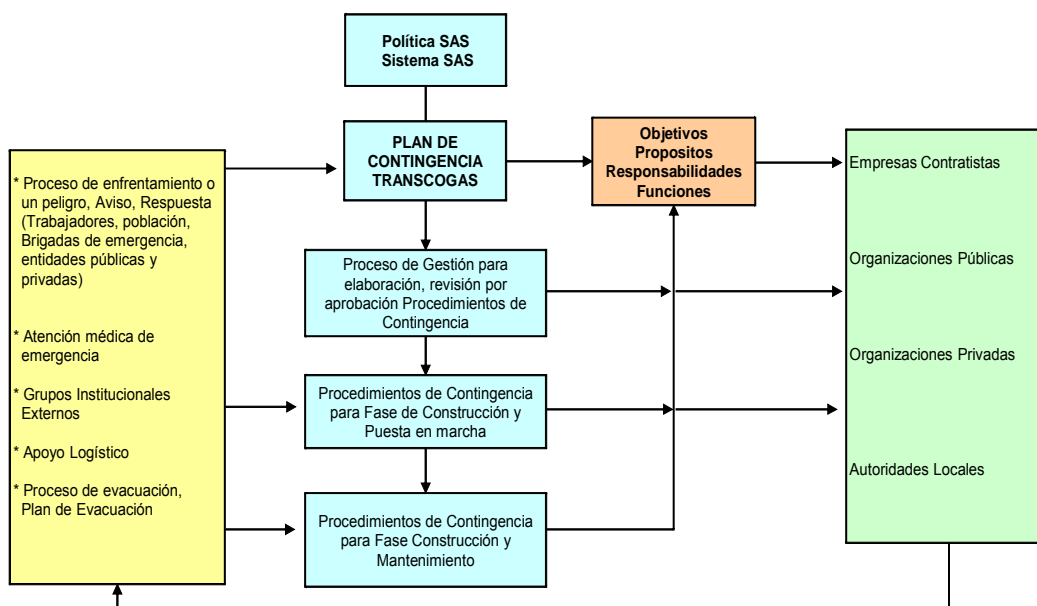 Política SAS
Sistema SAS
PLAN DE
CONTINGENCIA
TRANSCOGAS
Objetivos
Propositos
Responsabilidades
Funciones
* Proceso de enfrentamiento o
un peligro, Aviso, Respuesta
(Trabajadores, población,
Brigadas de emergencia,
entidades públicas y
privadas)
* Atención médica de
emergencia
* Grupos Institucionales
Externos
* Apoyo Logístico
* Proceso de evacuación,
Plan de Evacuación
Proceso de Gestión para
elaboración, revisión por
aprobación Procedimientos de
Contingencia
Procedimientos de Contingencia
para Fase de Construcción y
Puesta en marcha
Procedimientos de Contingencia
para Fase Construcción y
Mantenimiento
Empresas Contratistas
Organizaciones Públicas
Organizaciones Privadas
Autoridades Locales